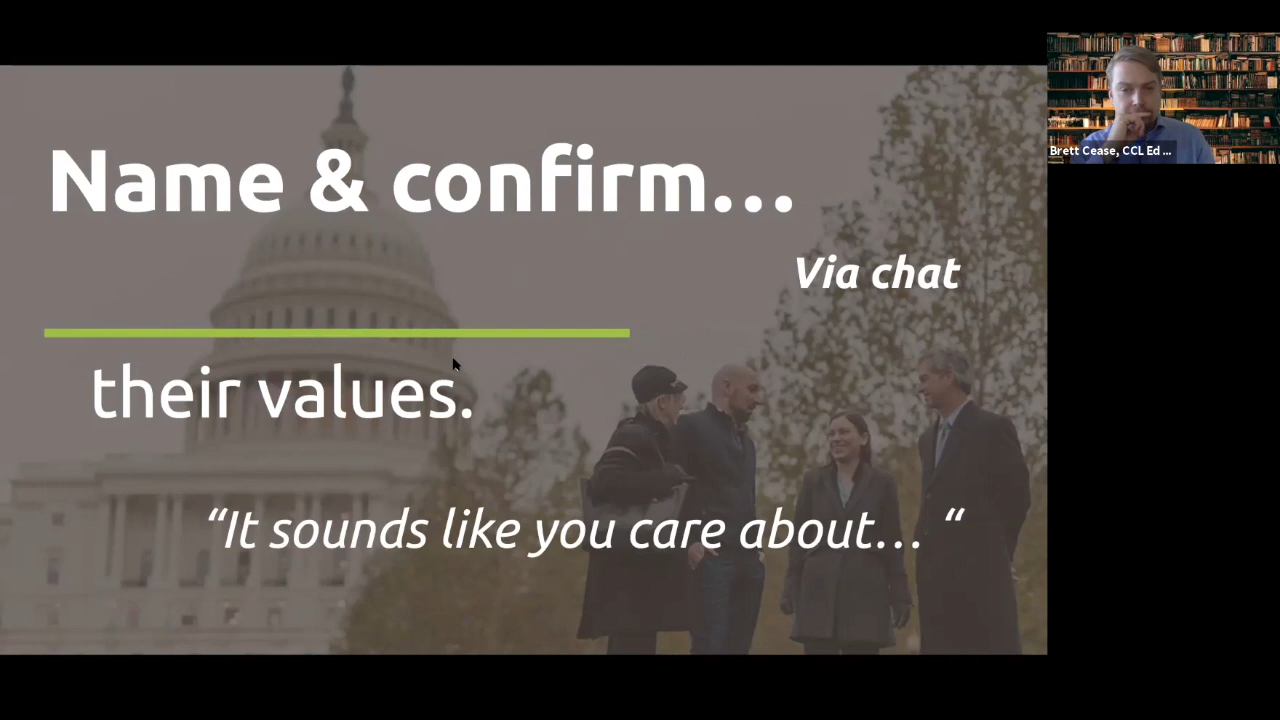 Name & confirm...
Via chat
their values.
“It sounds like you care about... “
Brett Cease, CCL Ed ...